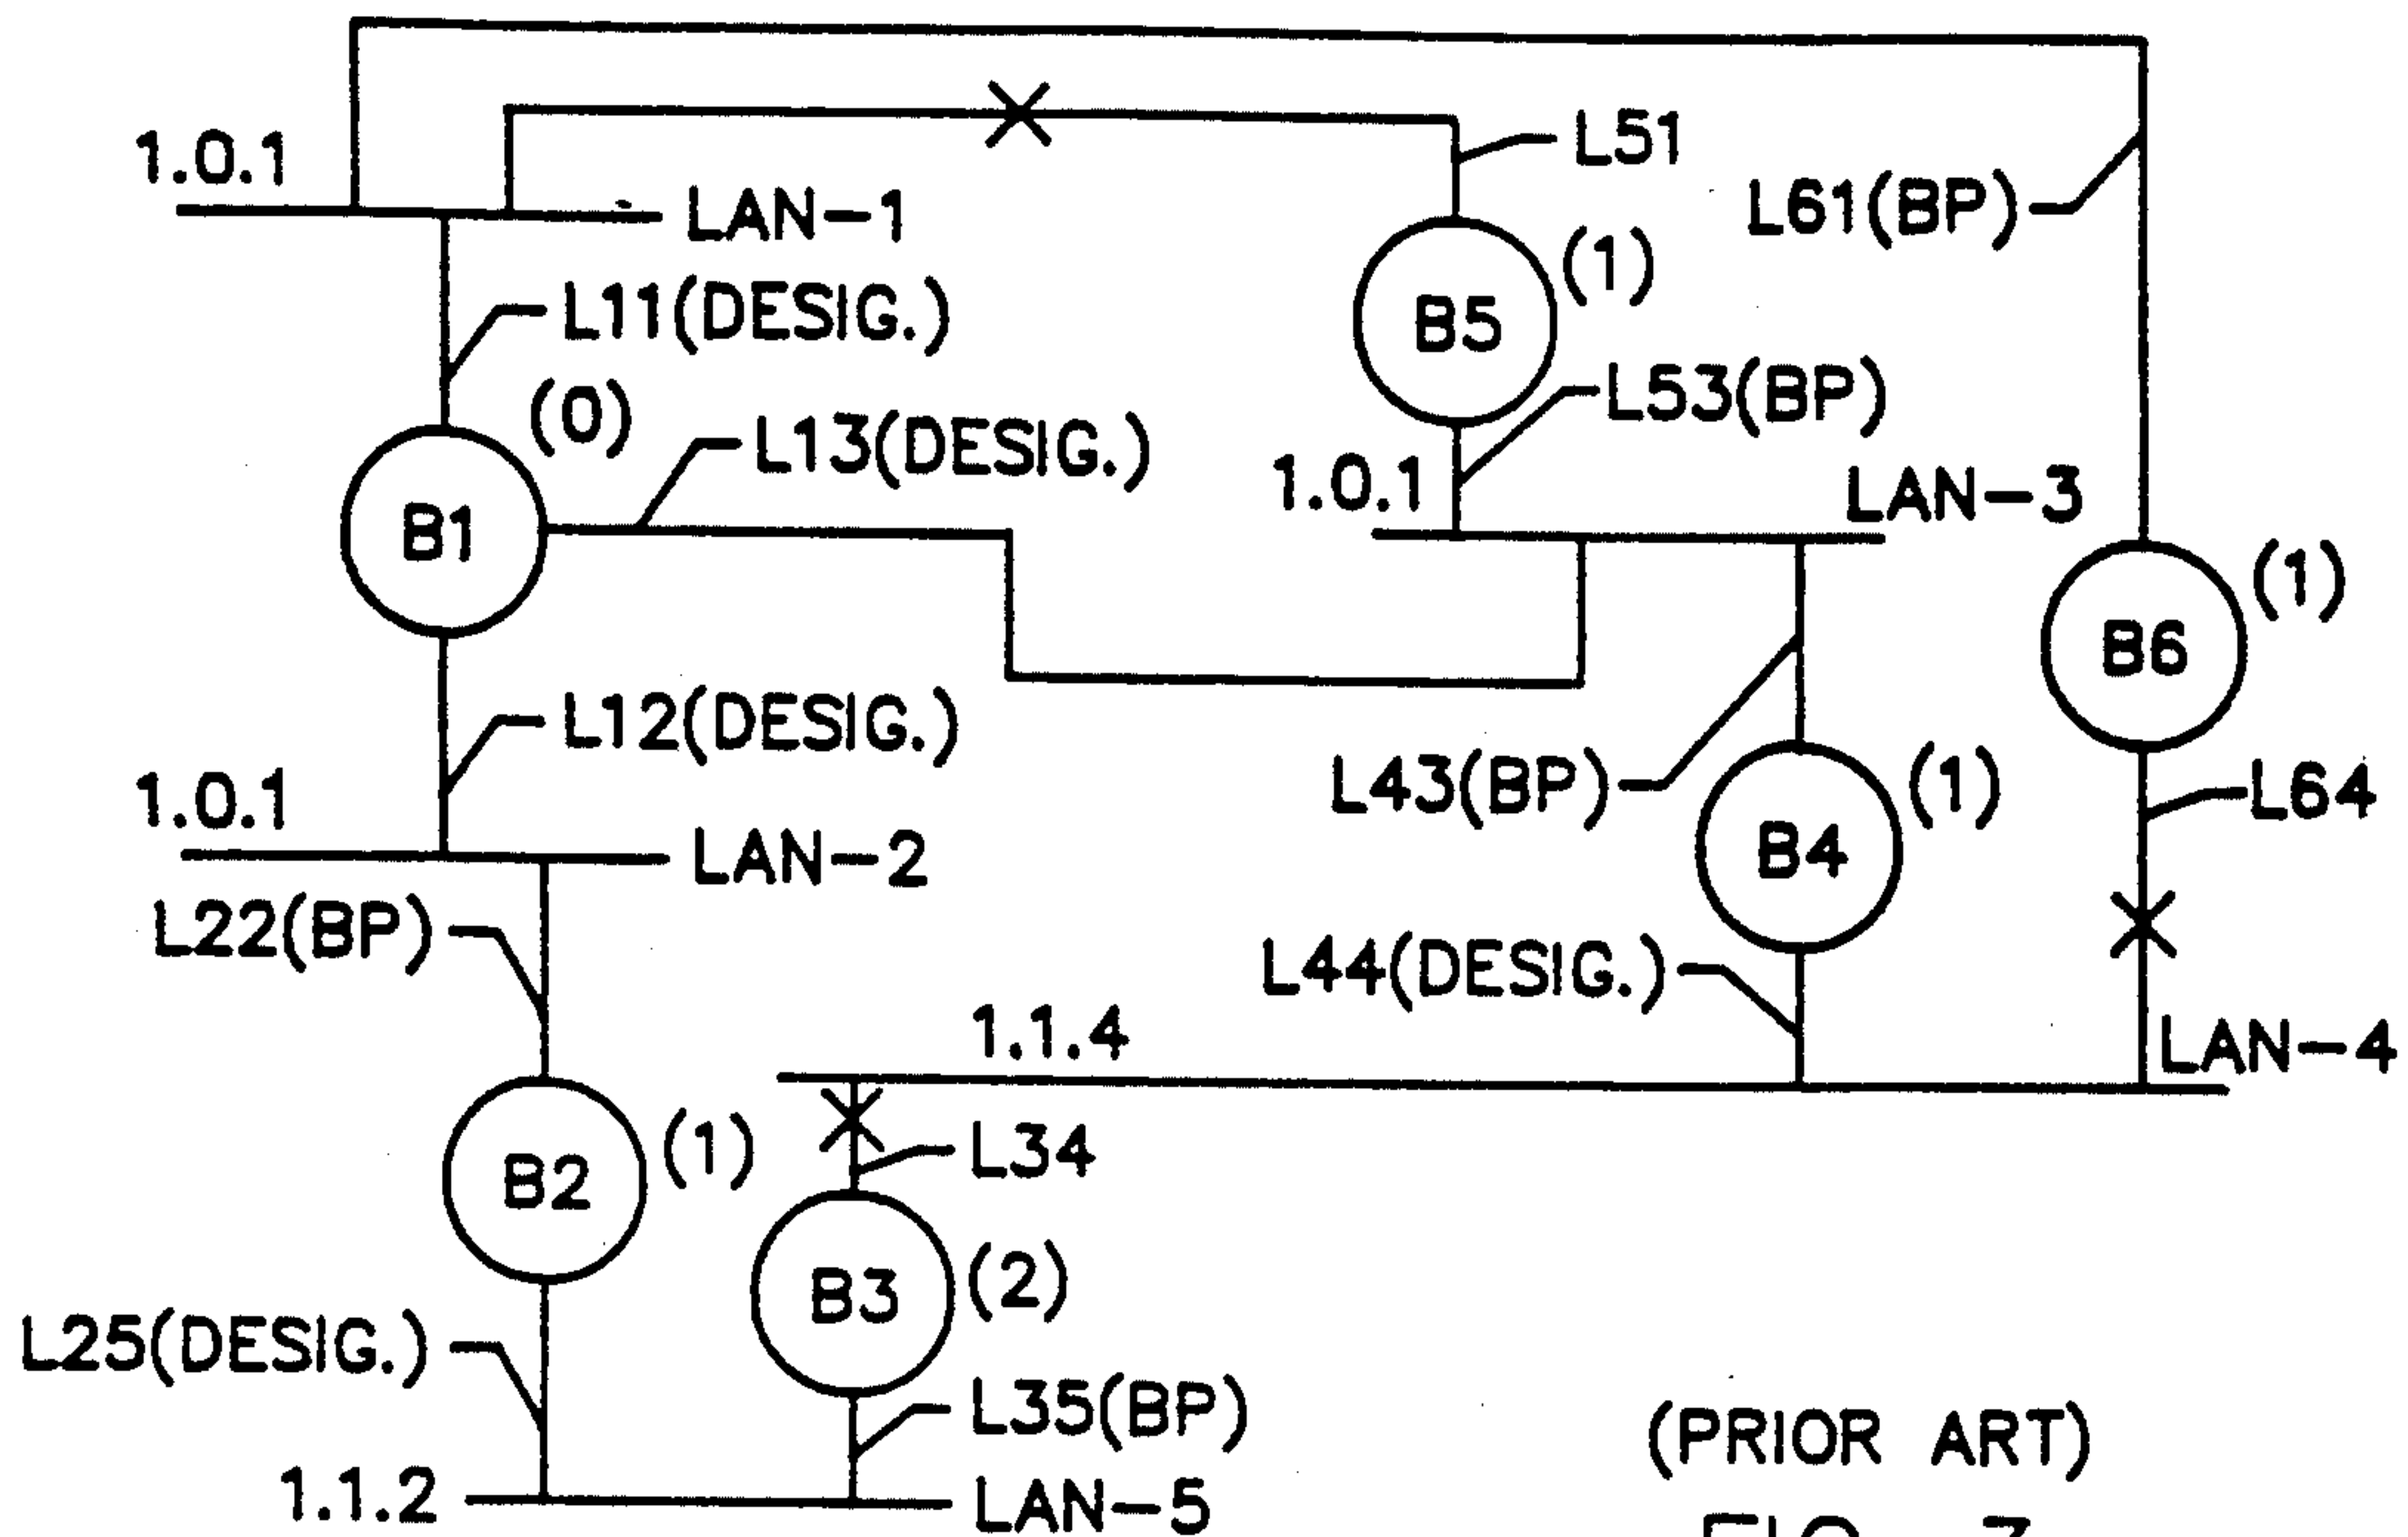 1.0.1
L51
L61(BP)
LAN-1
L11(DESIG.)
(1)
B5
(0)
L13(DESIG.)
L53(BP)
1.0.1
LAN-3
B1
(1)
B6
L12(DESIG.)
1.0.1
L43(BP)
(1)
L64
LAN-2
B4
L22(BP)
L44(DESIG.)
1.1.4
LAN-4
(1)
L34
B2
(2)
B3
L25(DESIG.)
L35(BP)
(PRIOR ART)
1.1.2
LAN-5